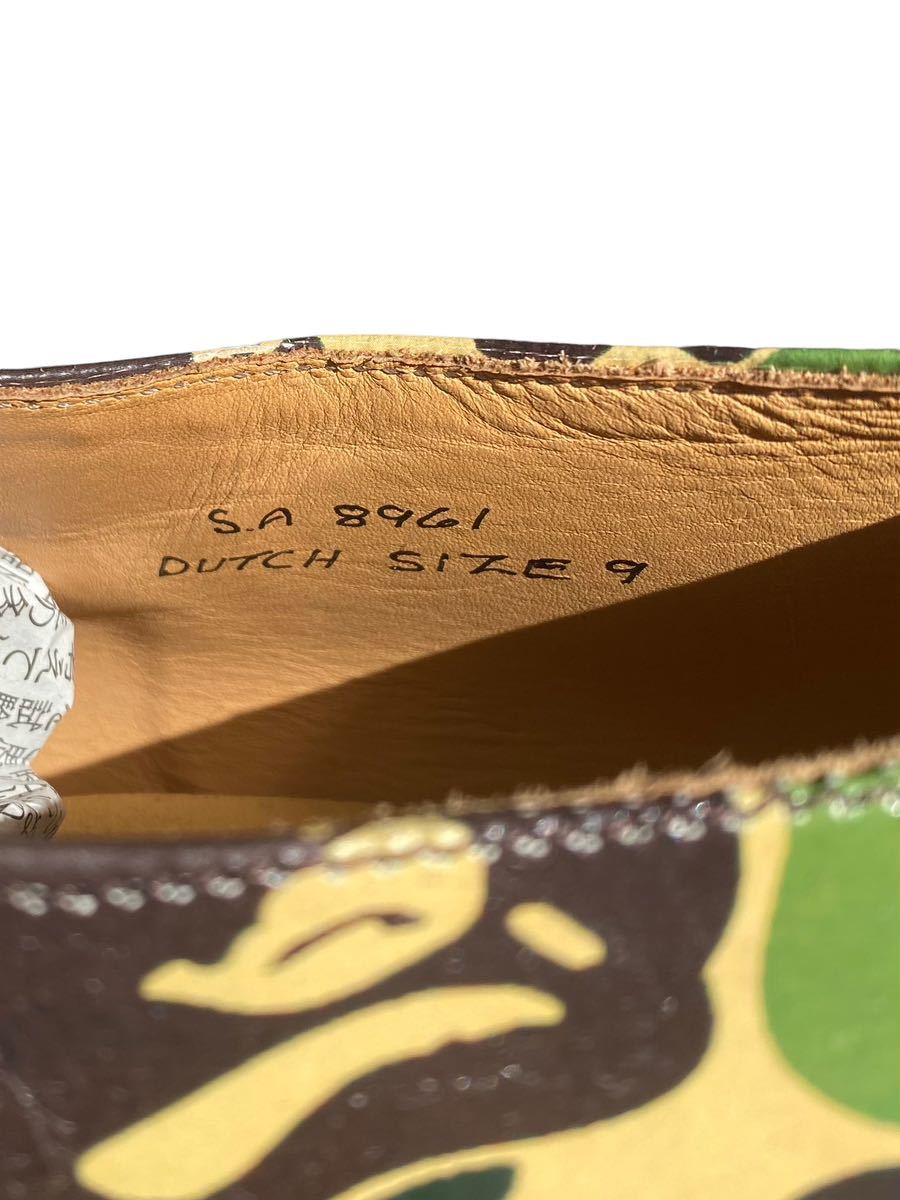 S.A 8961
DUTCH SIZE 9